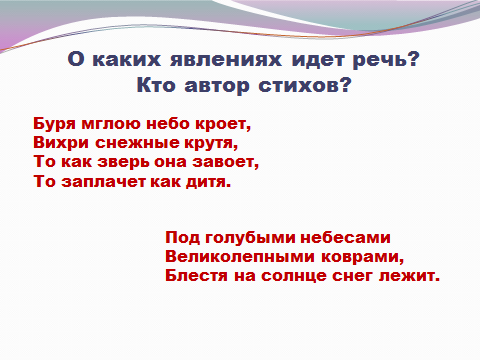 О каких явлениях идет речь?
Кто автор стихов?
Буря мглою небо кроет,
Вихри снежные крутя,
То как зверь она завоет,
То заплачет как дитя.
Под голубыми небесами
Великолепными коврами,
Блестя на солнце снег лежит.